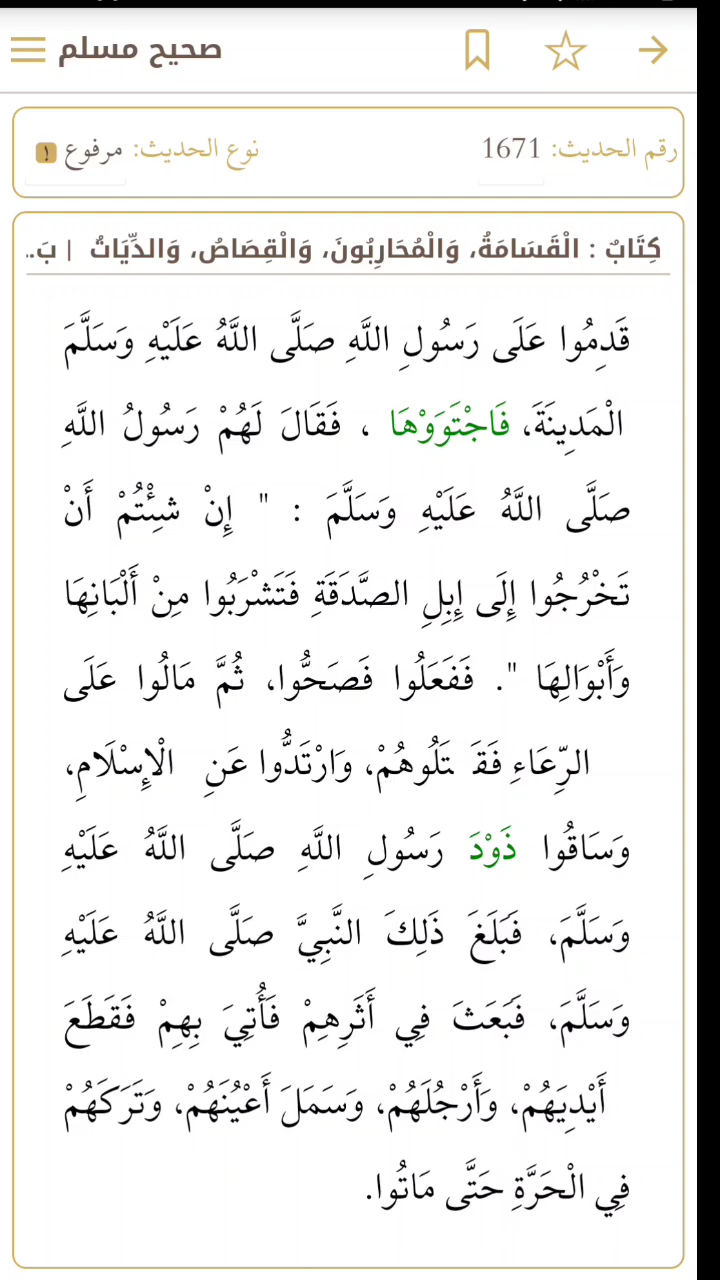 صحيح مسلم
رقم الحديث: 1671 نوع الحديث: مرفوع
كِتَابٌ : الْقَسَامَةُ، وَالْمُحَارِبُونَ، وَالْقِصَاصُ، وَالدِّيَاتُ | بَ..
قَدِمُوا عَلَى رَسُولِ اللَّهِ صَلَّى اللَّهُ عَلَيْهِ وَسَلَّمَ
الْمَدِينَةَ، فَاجْتَوَوْهَا ، فَقَالَ لَهُمْ رَسُولُ اللَّهِ
صَلَّى اللَّهُ عَلَيْهِ وَسَلَّمَ : " إِنْ شِئْتُمْ أَنْ
تَخْرُجُوا إِلَى إِبِلِ الصَّدَقَةِ فَتَشْرَبُوا مِنْ أَلْبَانِهَا
وَأَبْوَالِهَا ". فَفَعَلُوا فَصَحُّوا، ثُمَّ مَالُوا عَلَى
الرِّعَاءِ فَقَتَلُوهُمْ، وَارْتَدُّوا عَنِ الْإِسْلَامِ،
وَسَاقُوا ذَوْدَ رَسُولِ اللَّهِ صَلَّى اللَّهُ عَلَيْهِ
وَسَلَّمَ، فَبَلَغَ ذَلِكَ النَّبِيَّ صَلَّى اللَّهُ عَلَيْهِ
وَسَلَّمَ، فَبَعَثَ فِي أَثَرِهِمْ فَأُتِيَ بِهِمْ فَقَطَعَ
أَيْدِيَهُمْ، وَأَرْجُلَهُمْ، وَسَمَلَ أَعْيُنَهُمْ، وَتَرَكَهُمْ
فِي الْحَرَّةِ حَتَّى مَاتُوا.